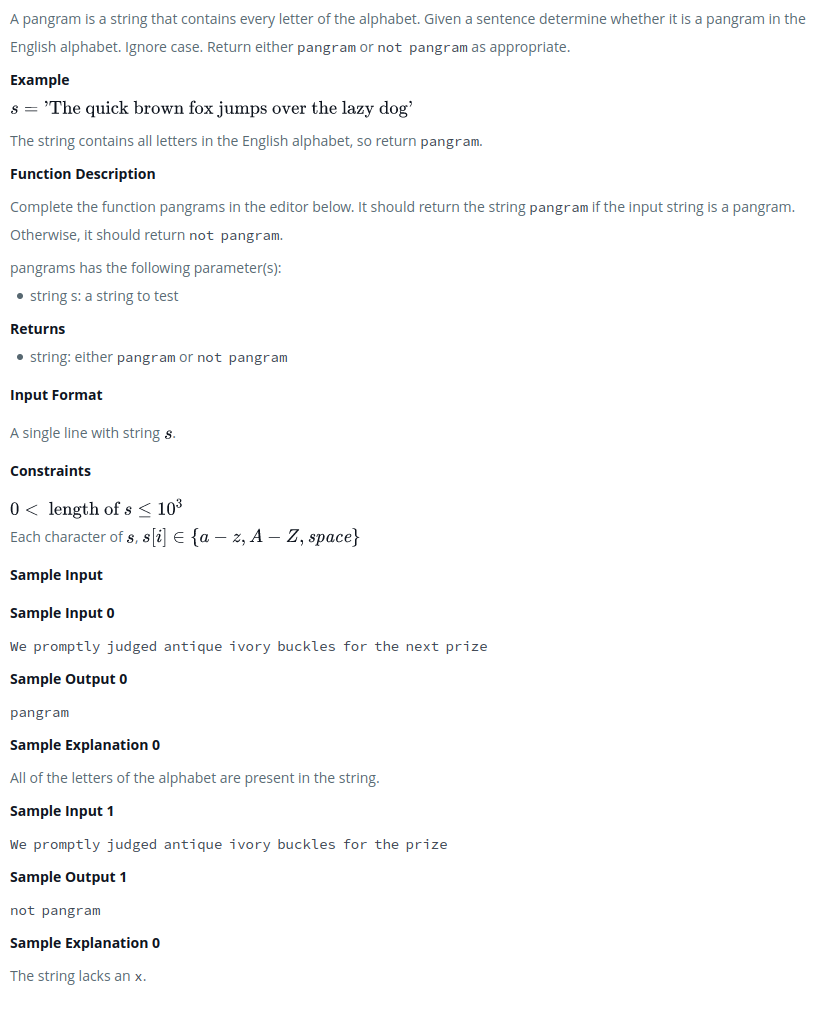 A pangram is a string that contains every letter of the alphabet. Given a sentence determine whether it is a pangram in the
English alphabet. Ignore case. Return either pangram or not pangram as appropriate.
Example
s = 'The quick brown fox jumps over the lazy dog'
The string contains all letters in the English alphabet, so return pangram.
Function Description
Complete the function pangrams in the editor below. It should return the string pangram if the input string is a pangram.
Otherwise, it should return not pangram.
pangrams has the following parameter(s):
• string s: a string to test
Returns
• string: either pangram or not pangram
Input Format
A single line with string s.
Constraints
0 < length of s ≤ 10³
Each character of s, s[i] ∈ {a − z, A − Z, space}
Sample Input
Sample Input 0
We promptly judged antique ivory buckles for the next prize
Sample Output 0
pangram
Sample Explanation 0
All of the letters of the alphabet are present in the string.
Sample Input 1
We promptly judged antique ivory buckles for the prize
Sample Output 1
not pangram
Sample Explanation 0
The string lacks an x.